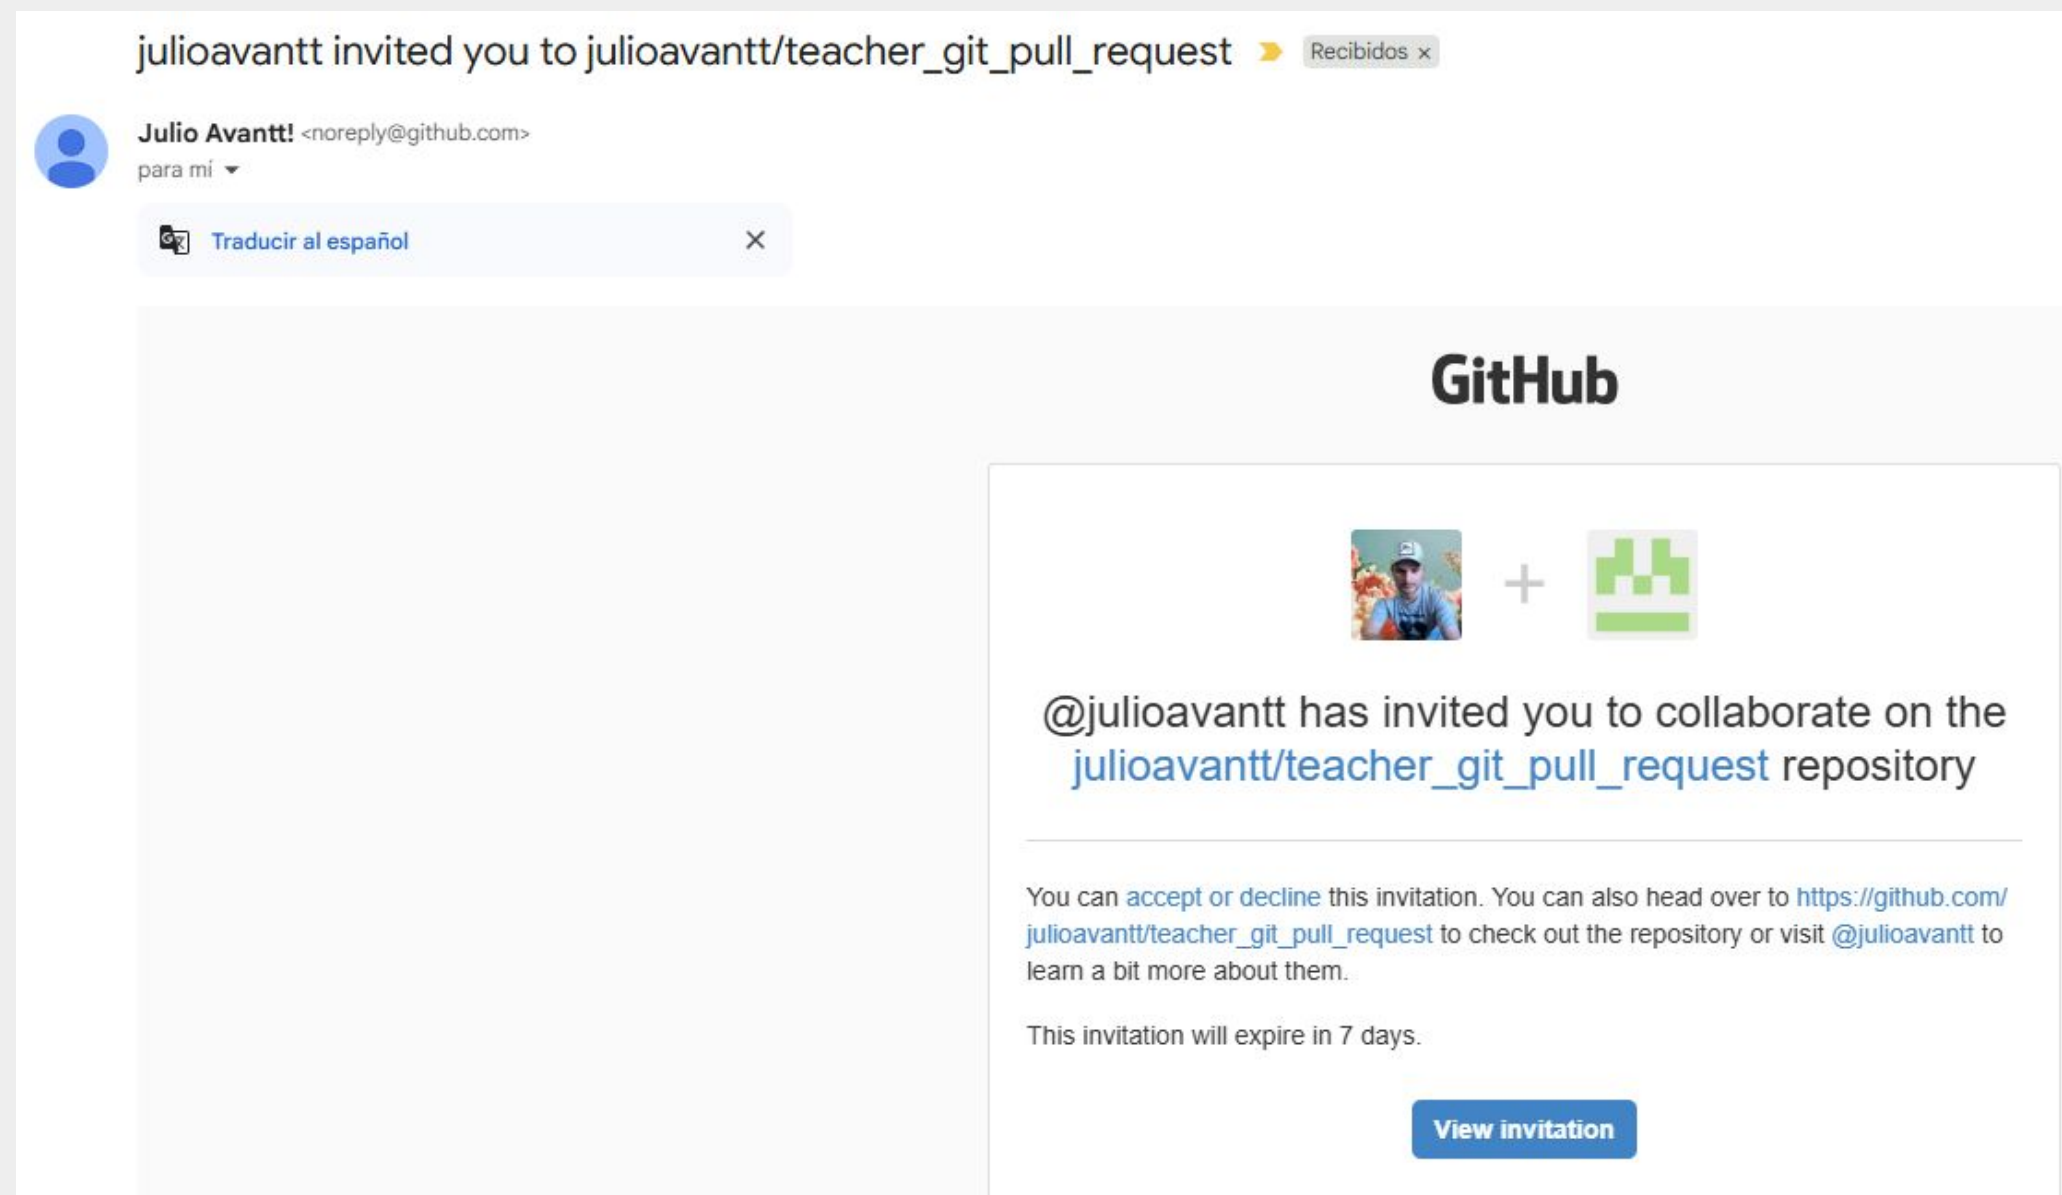 julioavantt invited you to julioavantt/teacher_git_pull_request Recibidos ×
Julio Avantt! <noreply@github.com>
para mí
Traducir al español
GitHub
@julioavantt has invited you to collaborate on the
julioavantt/teacher_git_pull_request repository
You can accept or decline this invitation. You can also head over to https://github.com/
julioavantt/teacher_git_pull_request to check out the repository or visit @julioavantt to
learn a bit more about them.
This invitation will expire in 7 days.
View invitation